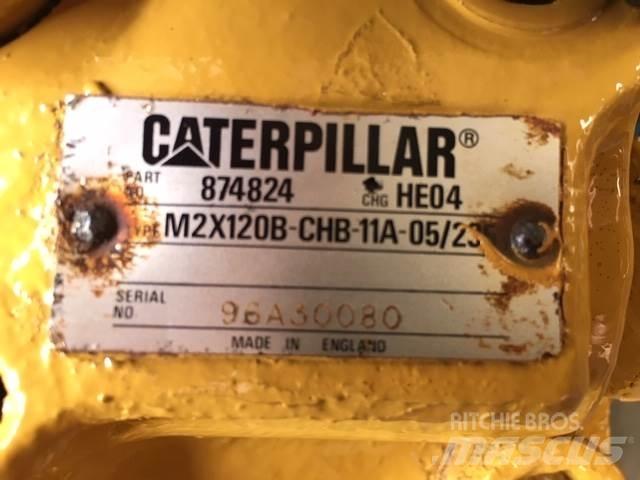 CATERPILLAR®
PART NO. 874824 CHG HE04
TYPE M2X120B-CHB-11A-05/235
SERIAL NO. 96A30080
MADE IN ENGLAND
RITCHIE BROS.
mascus